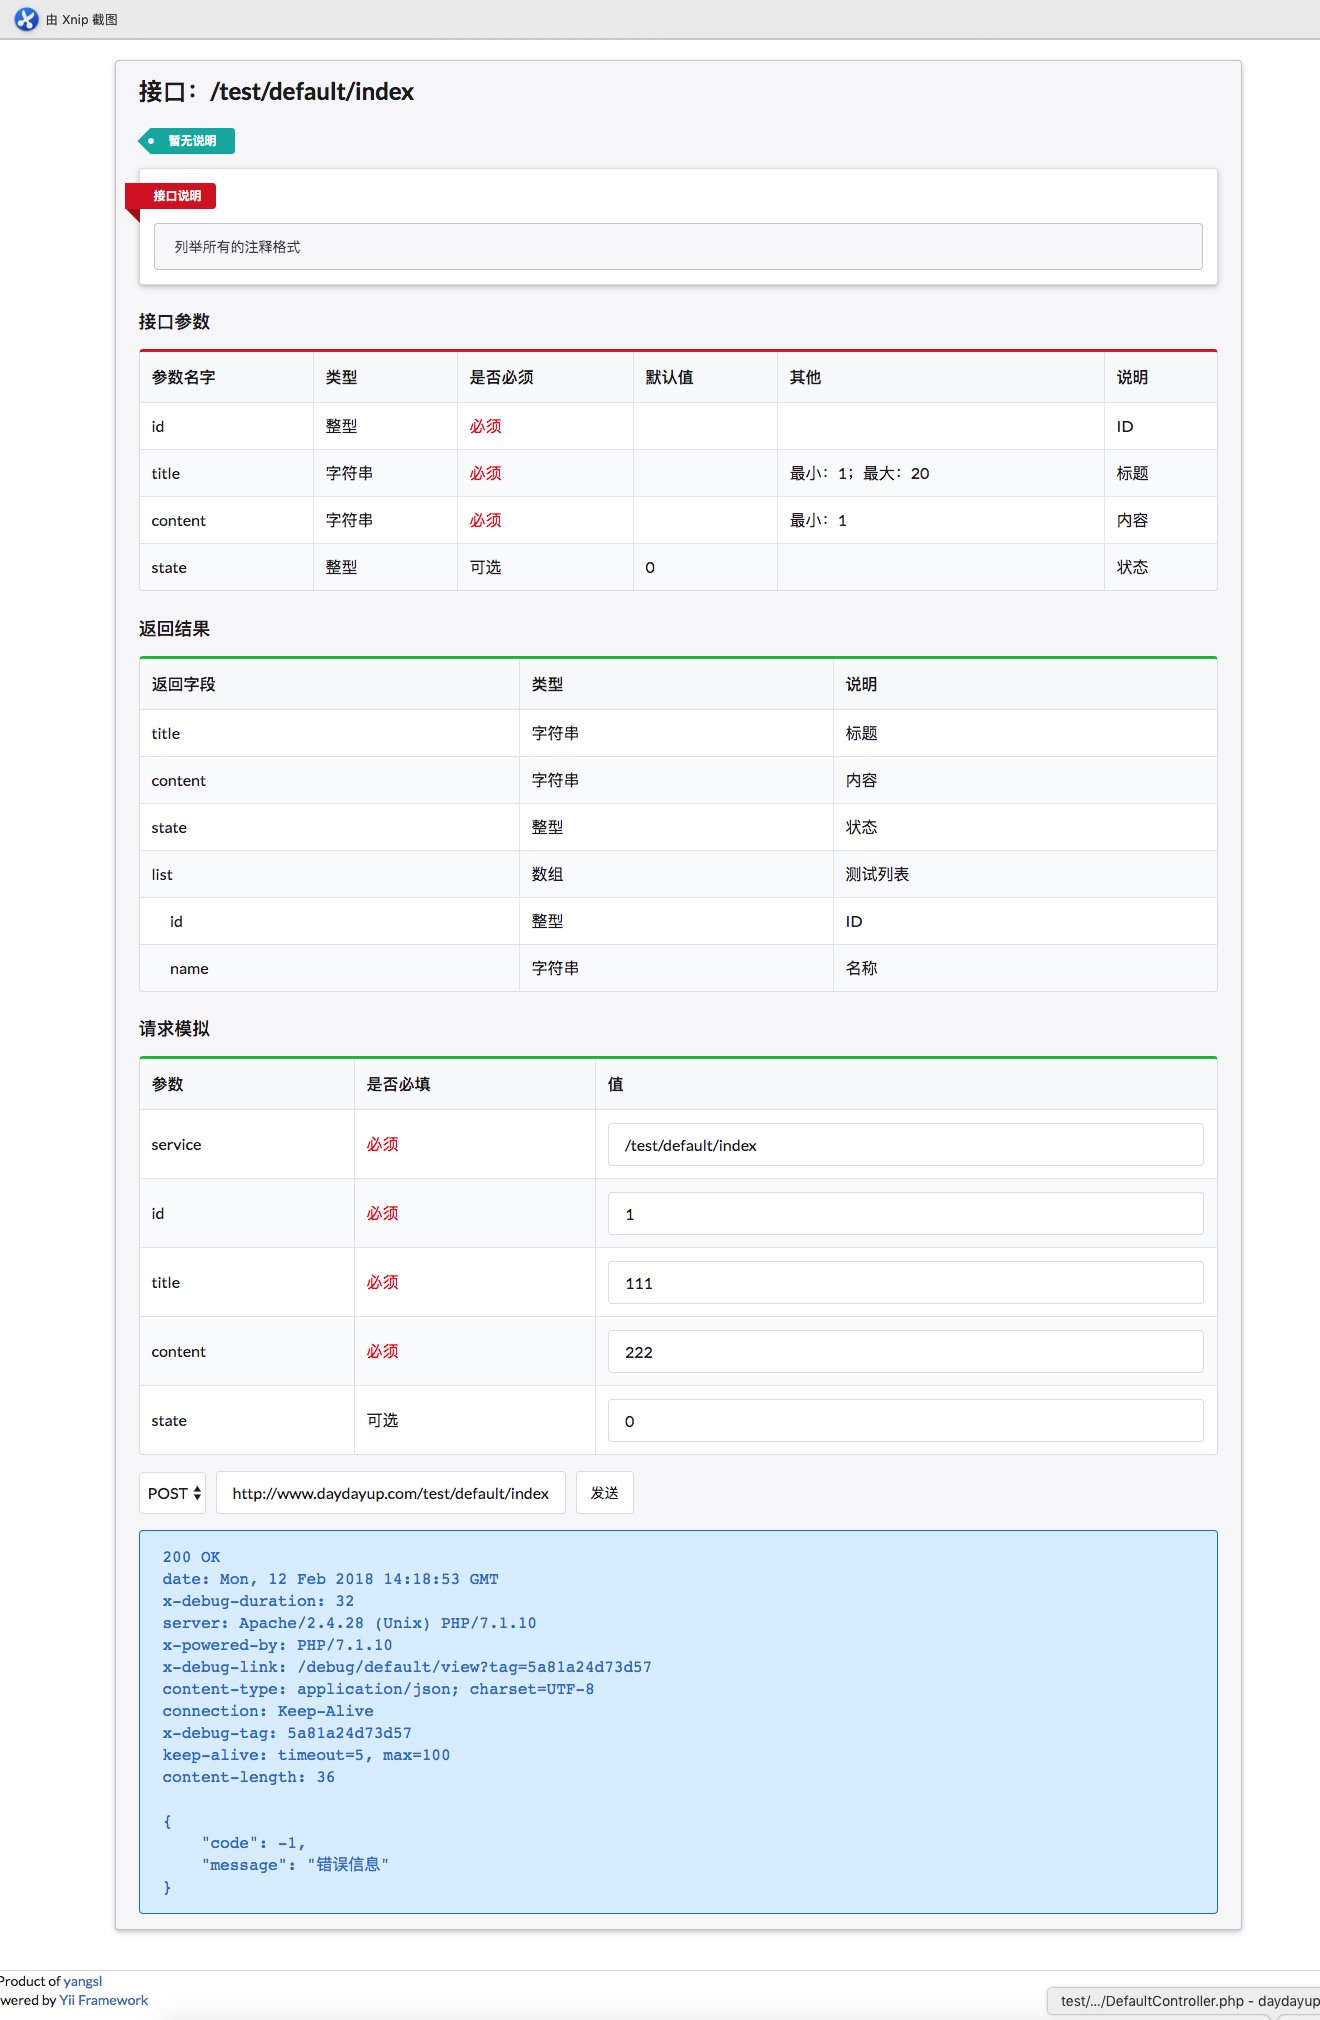 由 Xnip 截图
接口：/test/default/index
暂无说明
接口说明
列举所有的注释格式
接口参数
参数名字 类型 是否必须 默认值 其他 说明
id 整型 必须 ID
title 字符串 必须 最小：1；最大：20 标题
content 字符串 必须 最小：1 内容
state 整型 可选 0 状态
返回结果
返回字段 类型 说明
title 字符串 标题
content 字符串 内容
state 整型 状态
list 数组 测试列表
id 整型 ID
name 字符串 名称
请求模拟
参数 是否必填 值
service 必须 /test/default/index
id 必须 1
title 必须 111
content 必须 222
state 可选 0
POST http://www.daydayup.com/test/default/index 发送
200 OK
date: Mon, 12 Feb 2018 14:18:53 GMT
x-debug-duration: 32
server: Apache/2.4.28 (Unix) PHP/7.1.10
x-powered-by: PHP/7.1.10
x-debug-link: /debug/default/view?tag=5a81a24d73d57
content-type: application/json; charset=UTF-8
connection: Keep-Alive
x-debug-tag: 5a81a24d73d57
keep-alive: timeout=5, max=100
content-length: 36
{
"code": -1,
"message": "错误信息"
}
Product of yangsl
wered by Yii Framework
test/.../DefaultController.php - daydayup